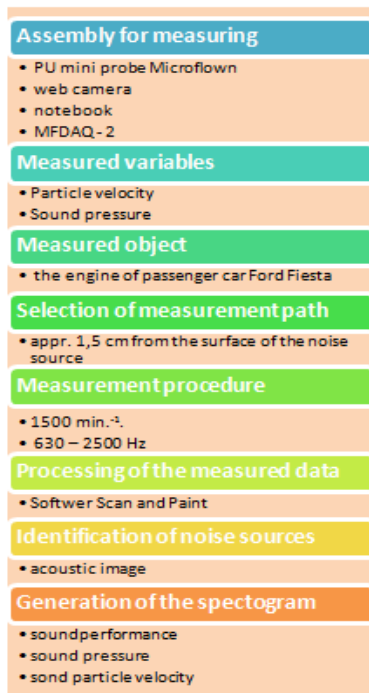 Assembly for measuring
• PU mini probe Microflown
• web camera
• notebook
• MFDAQ - 2
Measured variables
• Particle velocity
• Sound pressure
Measured object
• the engine of passenger car Ford Fiesta
Selection of measurement path
• appr. 1,5 cm from the surface of the noise
source
Measurement procedure
• 1500 min.⁻¹.
• 630 – 2500 Hz
Processing of the measured data
• Softwer Scan and Paint
Identification of noise sources
• acoustic image
Generation of the spectogram
• soundperformance
• sound pressure
• sond particle velocity